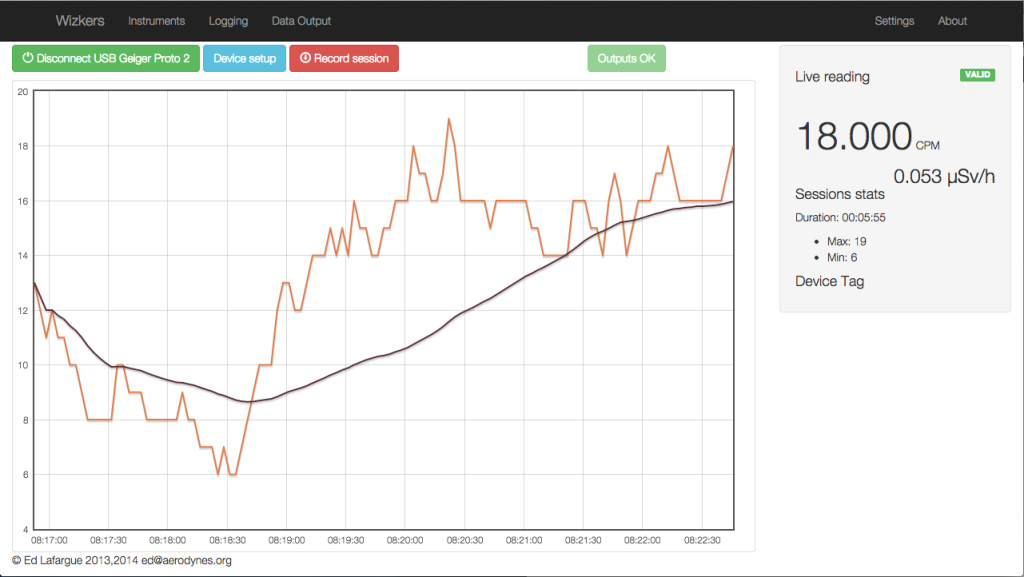 Wizkers Instruments Logging Data Output Settings About
Disconnect USB Geiger Proto 2 Device setup Record session Outputs OK
Live reading VALID
18.000 CPM
0.053 µSv/h
Sessions stats
Duration: 00:05:55
Max: 19
Min: 6
Device Tag
20
18
16
14
12
10
8
6
4
08:17:00 08:17:30 08:18:00 08:18:30 08:19:00 08:19:30 08:20:00 08:20:30 08:21:00 08:21:30 08:22:00 08:22:30
© Ed Lafargue 2013,2014 ed@aerodynes.org